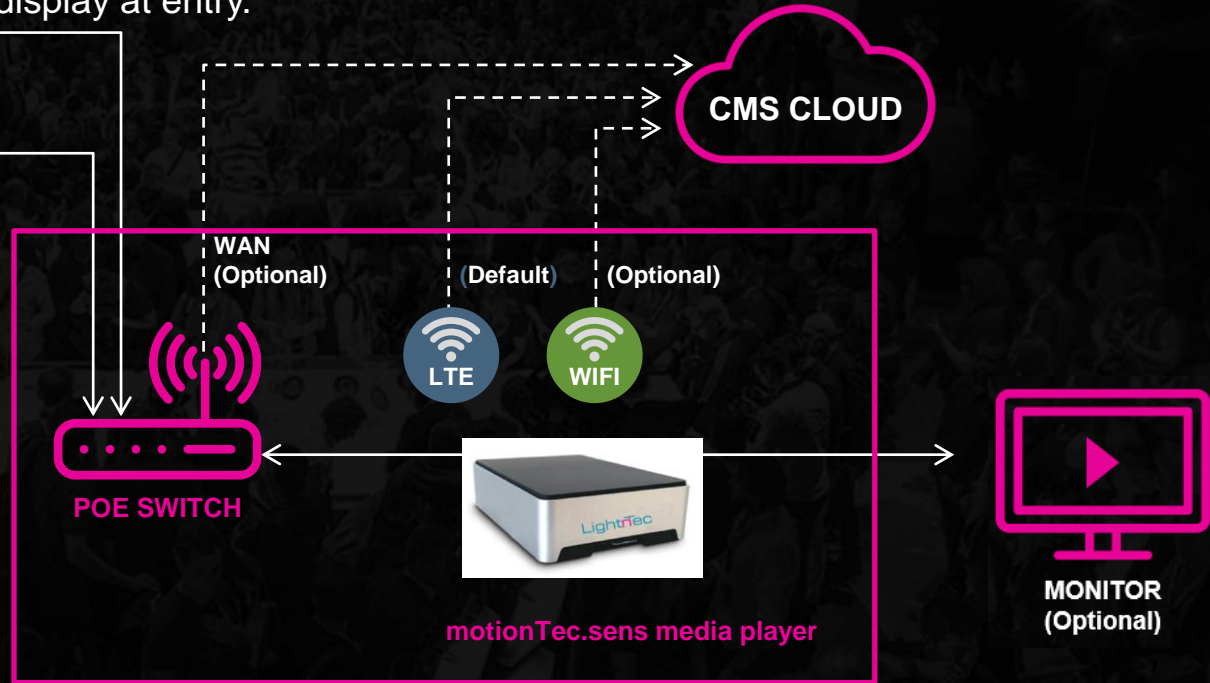 display at entry.
CMS CLOUD
WAN
(Optional)
(Default)
(Optional)
LTE
WIFI
POE SWITCH
LightnTec
motionTec.sens media player
MONITOR
(Optional)